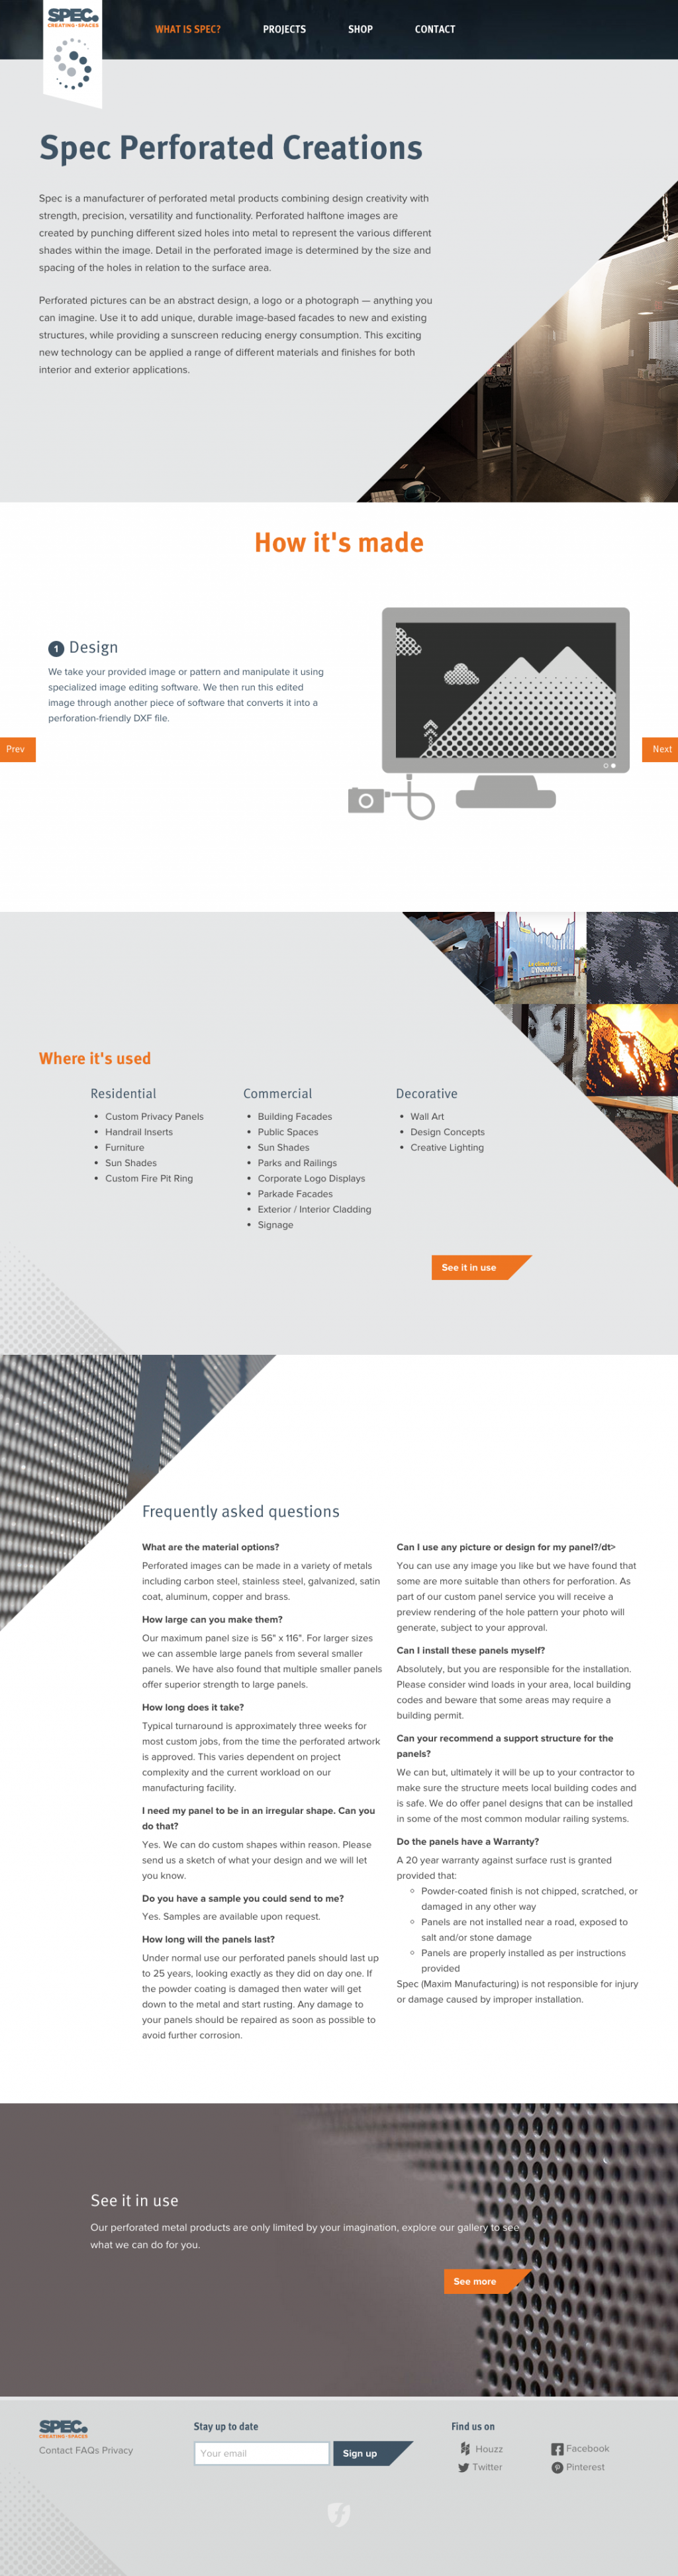 SPEC.
CREATING-SPACES
WHAT IS SPEC?
PROJECTS
SHOP
CONTACT
Spec Perforated Creations
Spec is a manufacturer of perforated metal products combining design creativity with
strength, precision, versatility and functionality. Perforated halftone images are
created by punching different sized holes into metal to represent the various different
shades within the image. Detail in the perforated image is determined by the size and
spacing of the holes in relation to the surface area.
Perforated pictures can be an abstract design, a logo or a photograph — anything you
can imagine. Use it to add unique, durable image-based facades to new and existing
structures, while providing a sunscreen reducing energy consumption. This exciting
new technology can be applied a range of different materials and finishes for both
interior and exterior applications.
How it's made
1 Design
We take your provided image or pattern and manipulate it using
specialized image editing software. We then run this edited
image through another piece of software that converts it into a
perforation-friendly DXF file.
Prev
Next
DYNAMIQUE
Where it's used
Residential
• Custom Privacy Panels
• Handrail Inserts
• Furniture
• Sun Shades
• Custom Fire Pit Ring
Commercial
• Building Facades
• Public Spaces
• Sun Shades
• Parks and Railings
• Corporate Logo Displays
• Parkade Facades
• Exterior / Interior Cladding
• Signage
Decorative
• Wall Art
• Design Concepts
• Creative Lighting
See it in use
Frequently asked questions
What are the material options?
Perforated images can be made in a variety of metals
including carbon steel, stainless steel, galvanized, satin
coat, aluminum, copper and brass.
How large can you make them?
Our maximum panel size is 56" x 116". For larger sizes
we can assemble large panels from several smaller
panels. We have also found that multiple smaller panels
offer superior strength to large panels.
How long does it take?
Typical turnaround is approximately three weeks for
most custom jobs, from the time the perforated artwork
is approved. This varies dependent on project
complexity and the current workload on our
manufacturing facility.
I need my panel to be in an irregular shape. Can you
do that?
Yes. We can do custom shapes within reason. Please
send us a sketch of what your design and we will let
you know.
Do you have a sample you could send to me?
Yes. Samples are available upon request.
How long will the panels last?
Under normal use our perforated panels should last up
to 25 years, looking exactly as they did on day one. If
the powder coating is damaged then water will get
down to the metal and start rusting. Any damage to
your panels should be repaired as soon as possible to
avoid further corrosion.
Can I use any picture or design for my panel?/dt>
You can use any image you like but we have found that
some are more suitable than others for perforation. As
part of our custom panel service you will receive a
preview rendering of the hole pattern your photo will
generate, subject to your approval.
Can I install these panels myself?
Absolutely, but you are responsible for the installation.
Please consider wind loads in your area, local building
codes and beware that some areas may require a
building permit.
Can your recommend a support structure for the
panels?
We can but, ultimately it will be up to your contractor to
make sure the structure meets local building codes and
is safe. We do offer panel designs that can be installed
in some of the most common modular railing systems.
Do the panels have a Warranty?
A 20 year warranty against surface rust is granted
provided that:
Powder-coated finish is not chipped, scratched, or
damaged in any other way
Panels are not installed near a road, exposed to
salt and/or stone damage
Panels are properly installed as per instructions
provided
Spec (Maxim Manufacturing) is not responsible for injury
or damage caused by improper installation.
See it in use
Our perforated metal products are only limited by your imagination, explore our gallery to see
what we can do for you.
See more
SPEC.
CREATING-SPACES
Contact FAQs Privacy
Stay up to date
Your email
Sign up
Find us on
Houzz
Facebook
Twitter
Pinterest